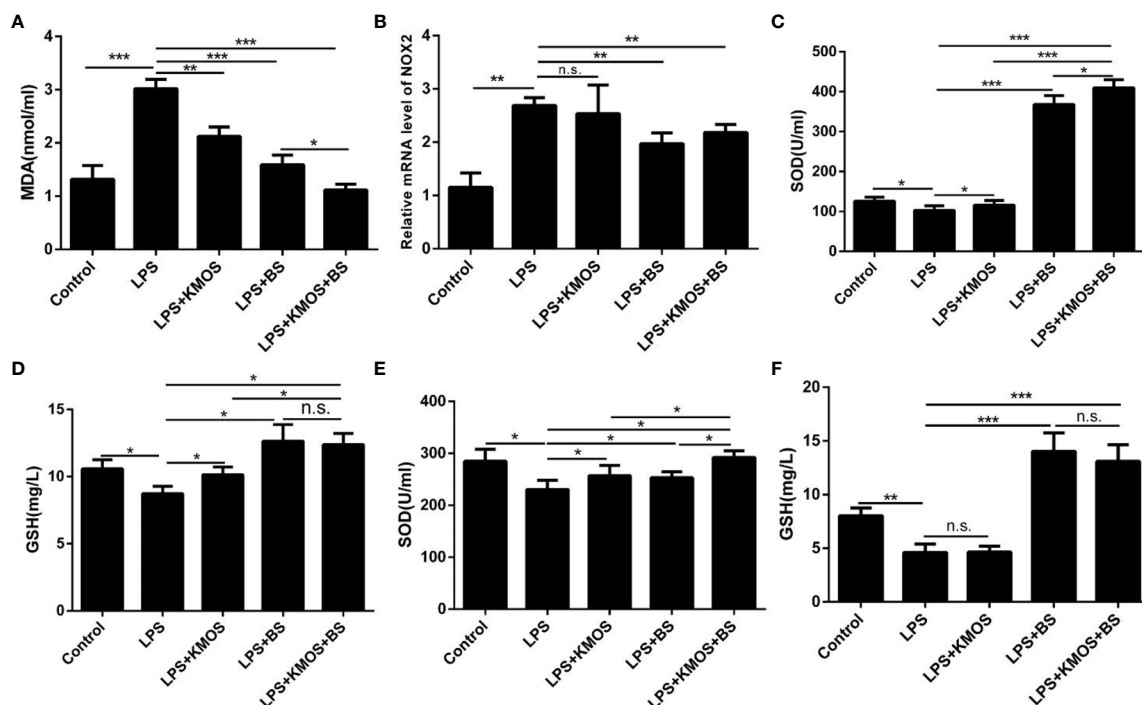 A
MDA(nmol/ml)
4
3
2
1
0
***
***
***
**
*
Control
LPS
LPS+KMOS
LPS+BS
LPS+KMOS+BS
B
Relative mRNA level of NOX2
4
3
2
1
0
**
**
n.s.
**
Control
LPS
LPS+KMOS
LPS+BS
LPS+KMOS+BS
C
SOD(U/ml)
500
400
300
200
100
0
***
***
***
*
*
*
Control
LPS
LPS+KMOS
LPS+BS
LPS+KMOS+BS
D
GSH(mg/L)
15
10
5
0
*
*
*
n.s.
*
*
Control
LPS
LPS+KMOS
LPS+BS
LPS+KMOS+BS
E
SOD(U/ml)
400
300
200
100
0
*
*
*
*
*
*
Control
LPS
LPS+KMOS
LPS+BS
LPS+KMOS+BS
F
GSH(mg/L)
20
15
10
5
0
***
***
n.s.
**
n.s.
Control
LPS
LPS+KMOS
LPS+BS
LPS+KMOS+BS